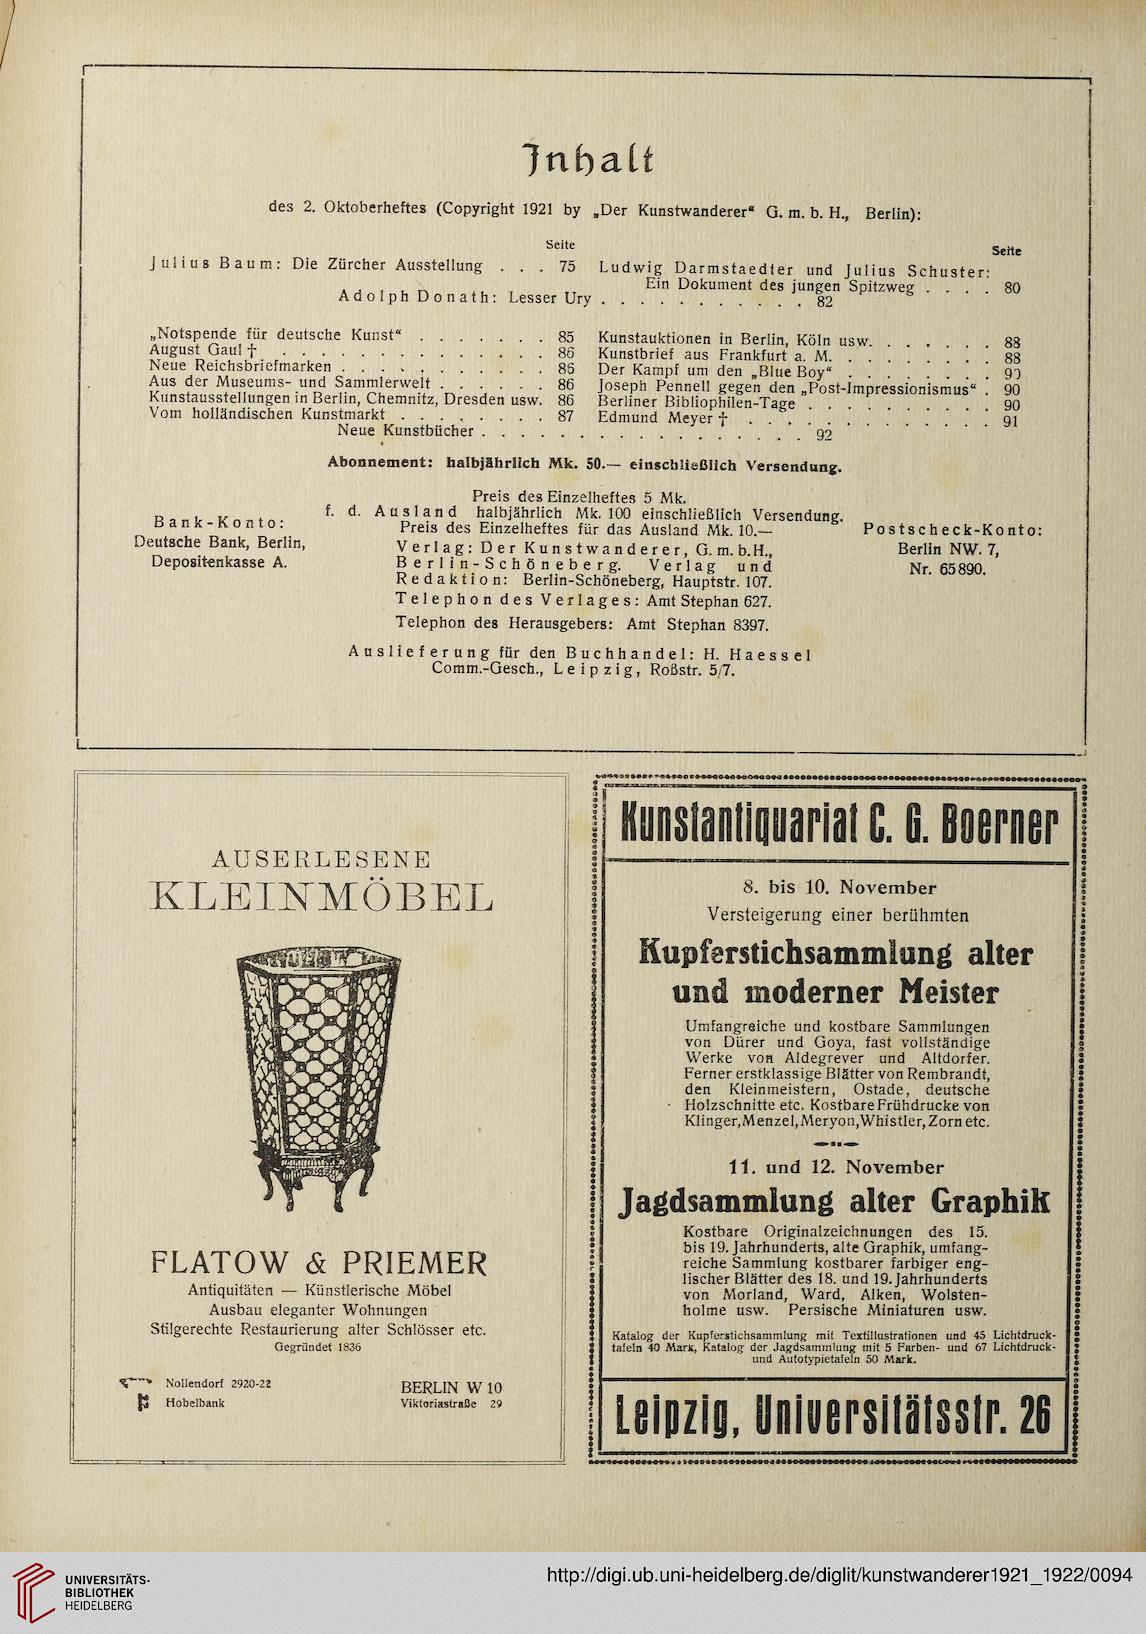 Inhalt
des 2. Oktoberheftes (Copyright 1921 by „Der Kunstwanderer“ G. m. b. H., Berlin):
Seite
Julius Baum: Die Zürcher Ausstellung . . . 75
Seite
Ludwig Darmstaedter und Julius Schuster:
Ein Dokument des jungen Spitzweg . . . . 80
Adolph Donath: Lesser Ury . . . . . . . . . . . 82
„Notspende für deutsche Kunst“ . . . . . . . 85
August Gaul † . . . . . . . . . . . . . . 86
Neue Reichsbriefmarken . . . . . . . . . . . 86
Aus der Museums- und Sammlerwelt . . . . . . 86
Kunstausstellungen in Berlin, Chemnitz, Dresden usw. 86
Vom holländischen Kunstmarkt . . . . . . . . 87
Kunstauktionen in Berlin, Köln usw. . . . . . . 88
Kunstbrief aus Frankfurt a. M. . . . . . . . . 88
Der Kampf um den „Blue Boy“ . . . . . . . . 90
Joseph Pennell gegen den „Post-Impressionismus“ . 90
Berliner Bibliophilen-Tage . . . . . . . . . . 90
Edmund Meyer † . . . . . . . . . . . . . 91
Neue Kunstbücher . . . . . . . . . . . . . . . . . 92
Abonnement: halbjährlich Mk. 50.— einschließlich Versendung.
Preis des Einzelheftes 5 Mk.
f. d. Ausland halbjährlich Mk. 100 einschließlich Versendung.
Preis des Einzelheftes für das Ausland Mk. 10.—
Bank-Konto:
Deutsche Bank, Berlin,
Depositenkasse A.
Verlag: Der Kunstwanderer, G. m. b. H.,
Berlin-Schöneberg. Verlag und
Redaktion: Berlin-Schöneberg, Hauptstr. 107.
Telephon des Verlages: Amt Stephan 627.
Telephon des Herausgebers: Amt Stephan 8397.
Postscheck-Konto:
Berlin NW. 7,
Nr. 65890.
Auslieferung für den Buchhandel: H. Haessel
Comm.-Gesch., Leipzig, Roßstr. 5/7.
AUSERLESENE
KLEINMÖBEL
FLATOW & PRIEMER
Antiquitäten — Künstlerische Möbel
Ausbau eleganter Wohnungen
Stilgerechte Restaurierung alter Schlösser etc.
Gegründet 1836
Nollendorf 2920-22
Hobelbank
BERLIN W 10
Viktoriastraße 29
Kunstantiquariat C. G. Boerner
8. bis 10. November
Versteigerung einer berühmten
Kupferstichsammlung alter
und moderner Meister
Umfangreiche und kostbare Sammlungen
von Dürer und Goya, fast vollständige
Werke von Aldegrever und Altdorfer.
Ferner erstklassige Blätter von Rembrandt,
den Kleinmeistern, Ostade, deutsche
Holzschnitte etc. Kostbare Frühdrucke von
Klinger, Menzel, Meryon, Whistler, Zorn etc.
11. und 12. November
Jagdsammlung alter Graphik
Kostbare Originalzeichnungen des 15.
bis 19. Jahrhunderts, alte Graphik, umfang-
reiche Sammlung kostbarer farbiger eng-
lischer Blätter des 18. und 19. Jahrhunderts
von Morland, Ward, Alken, Wolsten-
holme usw. Persische Miniaturen usw.
Katalog der Kupferstichsammlung mit Textillustrationen und 45 Lichtdruck-
tafeln 40 Mark, Katalog der Jagdsammlung mit 5 Farben- und 67 Lichtdruck-
und Autotypietafeln 50 Mark.
Leipzig, Universitätsstr. 26
UNIVERSITÄTS-
BIBLIOTHEK
HEIDELBERG
http://digi.ub.uni-heidelberg.de/diglit/kunstwanderer1921_1922/0094